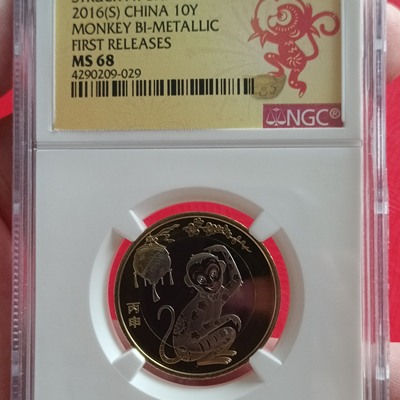 2016(S) CHINA 10Y
MONKEY BI-METALLIC
FIRST RELEASES
MS 68
4290209-029
NGC®
丙申